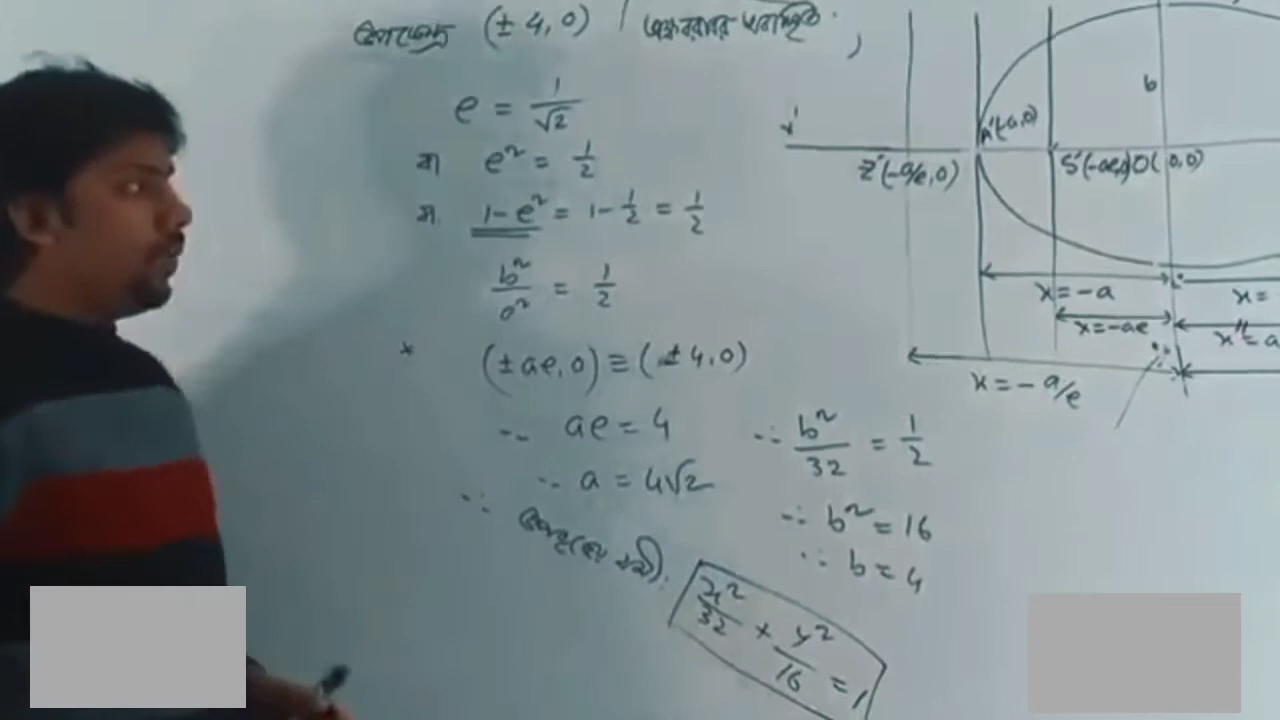 উপকেন্দ্র (± 4, 0) /
e = 1/√2
বা e² = 1/2
বা 1-e² = 1 - 1/2 = 1/2
b²/a² = 1/2
* (± ae, 0) ≡ (± 4, 0)
∴ ae = 4
∴ a = 4√2
∴ b²/32 = 1/2
∴ b² = 16
∴ b = 4
∴ উপবৃত্তের
x²/32 + y²/16 = 1
b
A'(-a,0)
Z'(-a/e, 0)
S'(-ae,0)
O(0,0)
x = -a
x =
x = -ae
x = -a/e